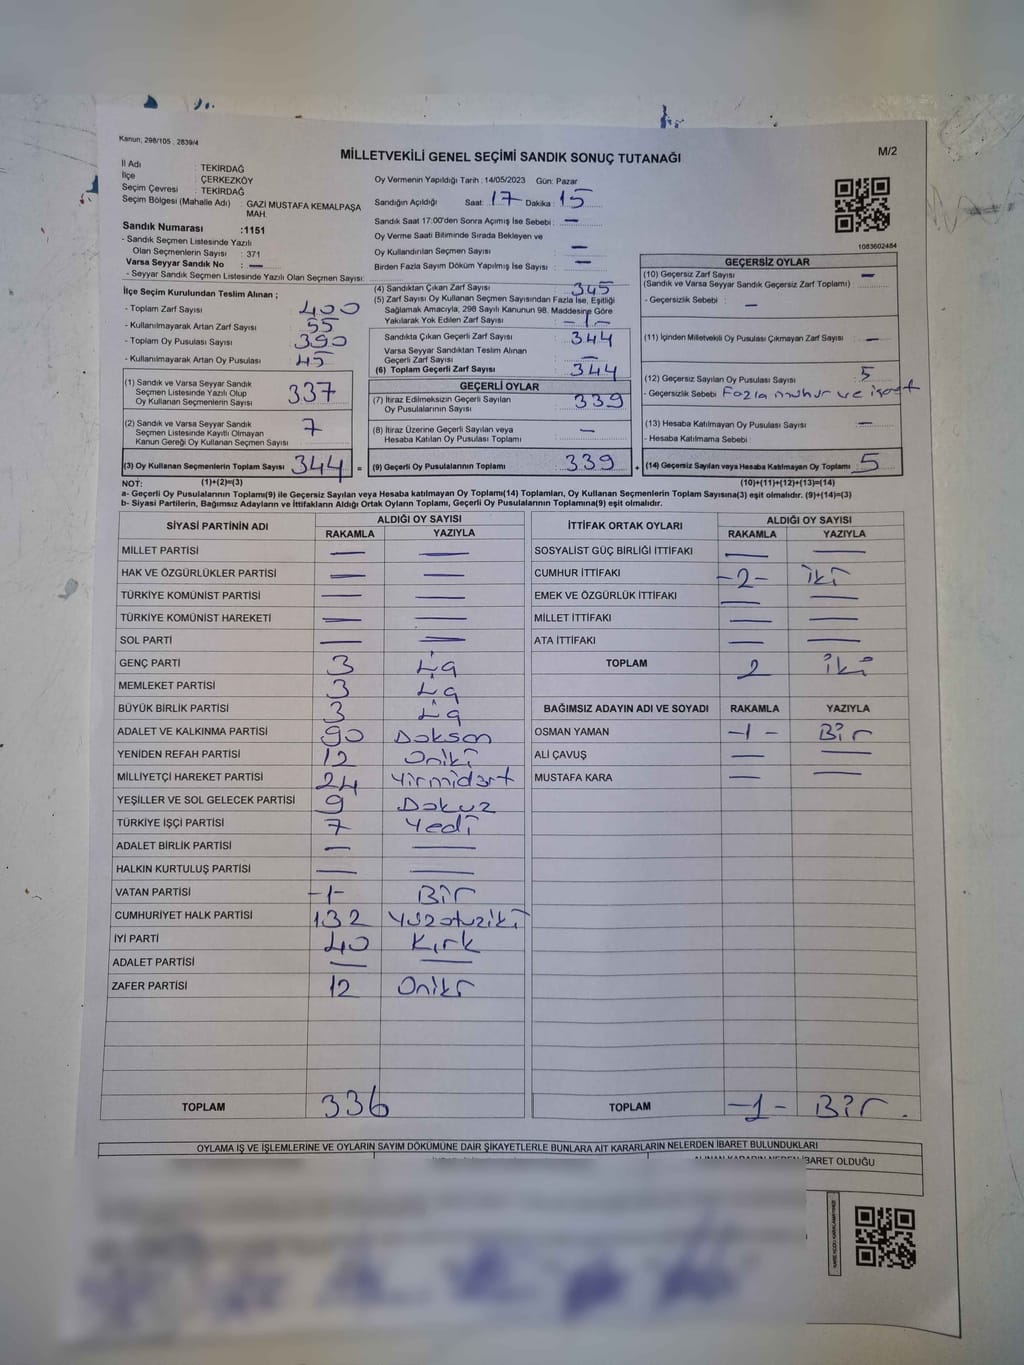 Kanun: 298/105 , 2839/4
MİLLETVEKİLİ GENEL SEÇİMİ SANDIK SONUÇ TUTANAĞI
M/2
İl Adı : TEKİRDAĞ
İlçe : ÇERKEZKÖY
Seçim Çevresi : TEKİRDAĞ
Seçim Bölgesi (Mahalle Adı) : GAZİ MUSTAFA KEMALPAŞA MAH.
Sandık Numarası :1151
- Sandık Seçmen Listesinde Yazılı
Olan Seçmenlerin Sayısı : 371
Varsa Seyyar Sandık No : —
- Seyyar Sandık Seçmen Listesinde Yazılı Olan Seçmen Sayısı:
Oy Vermenin Yapıldığı Tarih : 14/05/2023 Gün: Pazar
Sandığın Açıldığı Saat: 17 Dakika : 15
Sandık Saat 17:00'den Sonra Açımış İse Sebebi : —
Oy Verme Saati Bitiminde Sırada Bekleyen ve
Oy Kullandırılan Seçmen Sayısı —
Birden Fazla Sayım Döküm Yapılmış İse Sayısı : —
1083602484
İlçe Seçim Kurulundan Teslim Alınan ;
- Toplam Zarf Sayısı : 400
- Kullanılmayarak Artan Zarf Sayısı : 55
- Toplam Oy Pusulası Sayısı : 390
- Kullanılmayarak Artan Oy Pusulası : 45
(1) Sandık ve Varsa Seyyar Sandık
Seçmen Listesinde Yazılı Olup
Oy Kullanan Seçmenlerin Sayısı 337
(2) Sandık ve Varsa Seyyar Sandık
Seçmen Listesinde Kayıtlı Olmayan
Kanun Gereği Oy Kullanan Seçmen Sayısı 7
(3) Oy Kullanan Seçmenlerin Toplam Sayısı 344 =
(4) Sandıktan Çıkan Zarf Sayısı : 345
(5) Zarf Sayısı Oy Kullanan Seçmen Sayısından Fazla İse, Eşitliği
Sağlamak Amacıyla, 298 Sayılı Kanunun 98. Maddesine Göre
Yakılarak Yok Edilen Zarf Sayısı : -1-
Sandıkta Çıkan Geçerli Zarf Sayısı : 344
Varsa Seyyar Sandıktan Teslim Alınan
Geçerli Zarf Sayısı : —
(6) Toplam Geçerli Zarf Sayısı : 344
GEÇERLİ OYLAR
(7) İtiraz Edilmeksizin Geçerli Sayılan
Oy Pusulalarının Sayısı : 339
(8) İtiraz Üzerine Geçerli Sayılan veya
Hesaba Katılan Oy Pusulası Toplamı : —
(9) Geçerli Oy Pusulalarının Toplamı : 339 +
GEÇERSİZ OYLAR
(10) Geçersiz Zarf Sayısı —
(Sandık ve Varsa Seyyar Sandık Geçersiz Zarf Toplamı) :
- Geçersizlik Sebebi : —
(11) İçinden Milletvekili Oy Pusulası Çıkmayan Zarf Sayısı : —
(12) Geçersiz Sayılan Oy Pusulası Sayısı : 5
- Geçersizlik Sebebi : Fazla mühür ve işaret
(13) Hesaba Katılmayan Oy Pusulası Sayısı : —
- Hesaba Katılmama Sebebi :
(14) Geçersiz Sayılan veya Hesaba Katılmayan Oy Toplamı : 5
NOT: (1)+(2)=(3) (10)+(11)+(12)+(13)=(14)
a- Geçerli Oy Pusulalarının Toplamı(9) ile Geçersiz Sayılan veya Hesaba katılmayan Oy Toplamı(14) Toplamları, Oy Kullanan Seçmenlerin Toplam Sayısına(3) eşit olmalıdır. (9)+(14)=(3)
b- Siyasi Partilerin, Bağımsız Adayların ve İttifakların Aldığı Ortak Oyların Toplamı, Geçerli Oy Pusulalarının Toplamına(9) eşit olmalıdır.
SİYASİ PARTİNİN ADI ALDIĞI OY SAYISI
RAKAMLA YAZIYLA
MİLLET PARTİSİ — —
HAK VE ÖZGÜRLÜKLER PARTİSİ — —
TÜRKİYE KOMÜNİST PARTİSİ — —
TÜRKİYE KOMÜNİST HAREKETİ — —
SOL PARTİ — —
GENÇ PARTİ 3 Üç
MEMLEKET PARTİSİ 3 Üç
BÜYÜK BİRLİK PARTİSİ 3 Üç
ADALET VE KALKINMA PARTİSİ 90 Doksan
YENİDEN REFAH PARTİSİ 12 Oniki
MİLLİYETÇİ HAREKET PARTİSİ 24 Yirmidört
YEŞİLLER VE SOL GELECEK PARTİSİ 9 Dokuz
TÜRKİYE İŞÇİ PARTİSİ 7 Yedi
ADALET BİRLİK PARTİSİ — —
HALKIN KURTULUŞ PARTİSİ — —
VATAN PARTİSİ -1- Bir
CUMHURİYET HALK PARTİSİ 132 Yüzotuziki
İYİ PARTİ 40 Kırk
ADALET PARTİSİ — —
ZAFER PARTİSİ 12 Oniki
TOPLAM 336
İTTİFAK ORTAK OYLARI ALDIĞI OY SAYISI
RAKAMLA YAZIYLA
SOSYALİST GÜÇ BİRLİĞİ İTTİFAKI — —
CUMHUR İTTİFAKI -2- iki
EMEK VE ÖZGÜRLÜK İTTİFAKI — —
MİLLET İTTİFAKI — —
ATA İTTİFAKI — —
TOPLAM 2 iki
BAĞIMSIZ ADAYIN ADI VE SOYADI RAKAMLA YAZIYLA
OSMAN YAMAN -1- Bir
ALİ ÇAVUŞ — —
MUSTAFA KARA — —
TOPLAM -1- Bir.
OYLAMA İŞ VE İŞLEMLERİNE VE OYLARIN SAYIM DÖKÜMÜNE DAİR ŞİKAYETLERLE BUNLARA AİT KARARLARIN NELERDEN İBARET BULUNDUKLARI
İBARET OLDUĞU